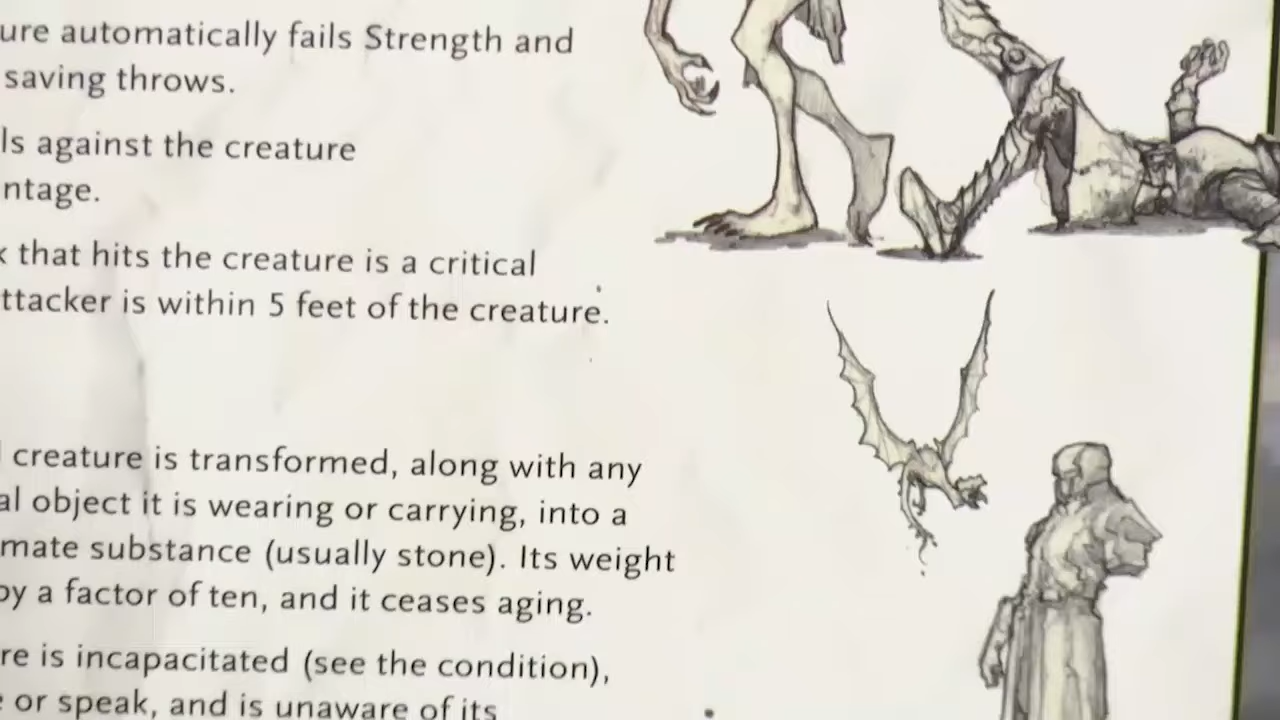 ure automatically fails Strength and
saving throws.
ls against the creature
ntage.
that hits the creature is a critical
ttacker is within 5 feet of the creature.
creature is transformed, along with any
al object it is wearing or carrying, into a
mate substance (usually stone). Its weight
by a factor of ten, and it ceases aging.
re is incapacitated (see the condition),
or speak, and is unaware of its